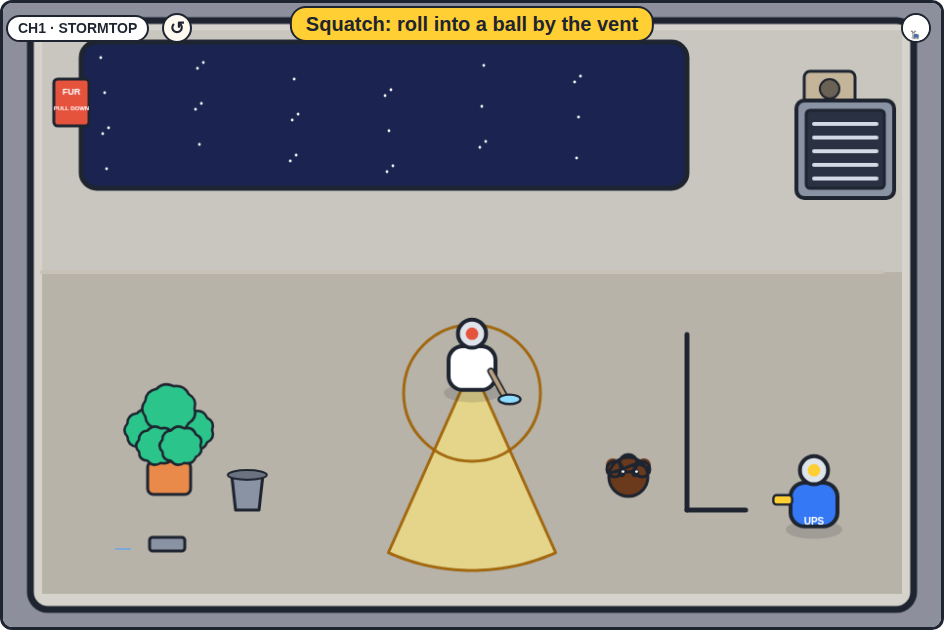 CH1 · STORMTOP
↺
Squatch: roll into a ball by the vent
FUR
PULL DOWN
UPS